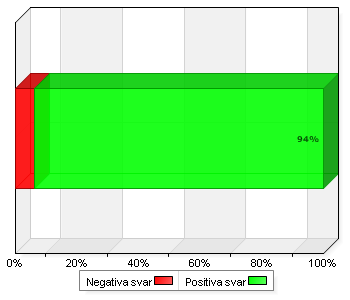 94%
0% 20% 40% 60% 80% 100%
Negativa svar Positiva svar